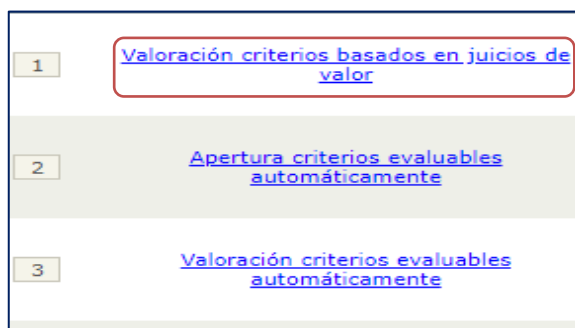 1
Valoración criterios basados en juicios de
valor
2
Apertura criterios evaluables
automáticamente
3
Valoración criterios evaluables
automáticamente